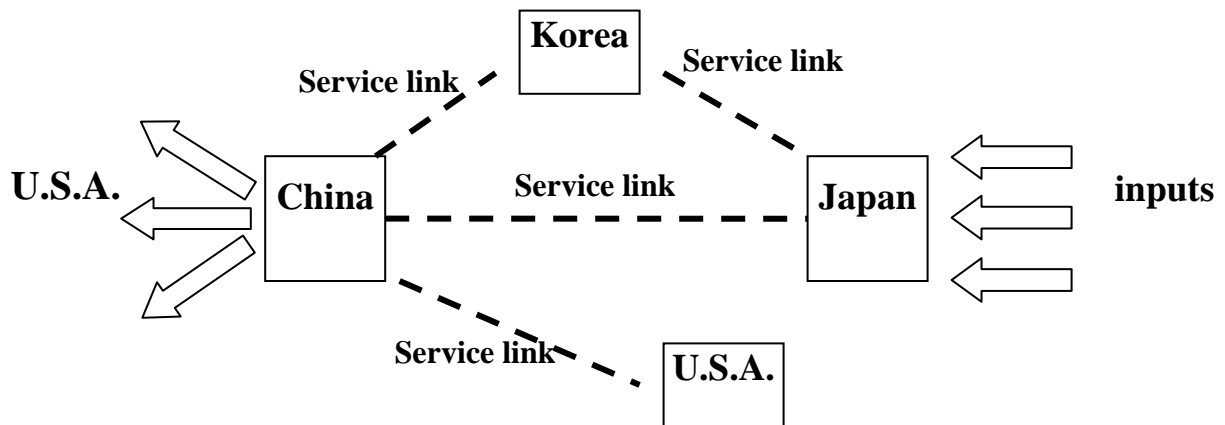 Korea
Service link
Service link
U.S.A.
China
Service link
Japan
inputs
Service link
U.S.A.